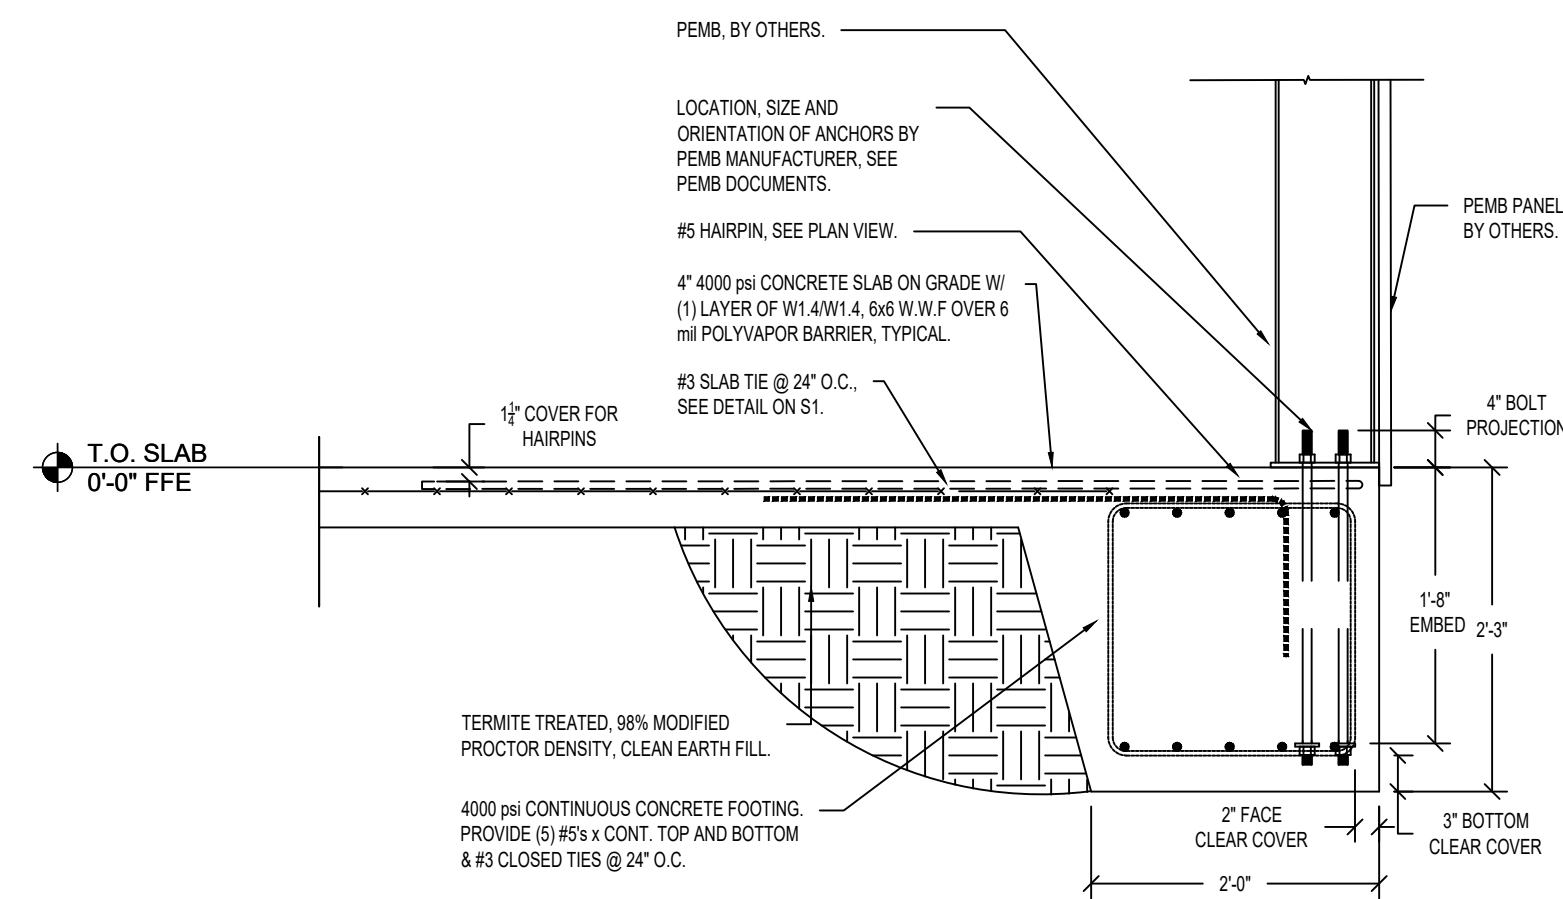 PEMB, BY OTHERS.
LOCATION, SIZE AND
ORIENTATION OF ANCHORS BY
PEMB MANUFACTURER, SEE
PEMB DOCUMENTS.
PEMB PANEL
BY OTHERS.
#5 HAIRPIN, SEE PLAN VIEW.
4" 4000 psi CONCRETE SLAB ON GRADE W/
(1) LAYER OF W1.4/W1.4, 6x6 W.W.F OVER 6
mil POLYVAPOR BARRIER, TYPICAL.
#3 SLAB TIE @ 24" O.C.,
SEE DETAIL ON S1.
1 1/4" COVER FOR
HAIRPINS
4" BOLT
PROJECTION
T.O. SLAB
0'-0" FFE
1'-8"
EMBED
2'-3"
TERMITE TREATED, 98% MODIFIED
PROCTOR DENSITY, CLEAN EARTH FILL.
4000 psi CONTINUOUS CONCRETE FOOTING.
PROVIDE (5) #5's x CONT. TOP AND BOTTOM
& #3 CLOSED TIES @ 24" O.C.
2" FACE
CLEAR COVER
3" BOTTOM
CLEAR COVER
2'-0"